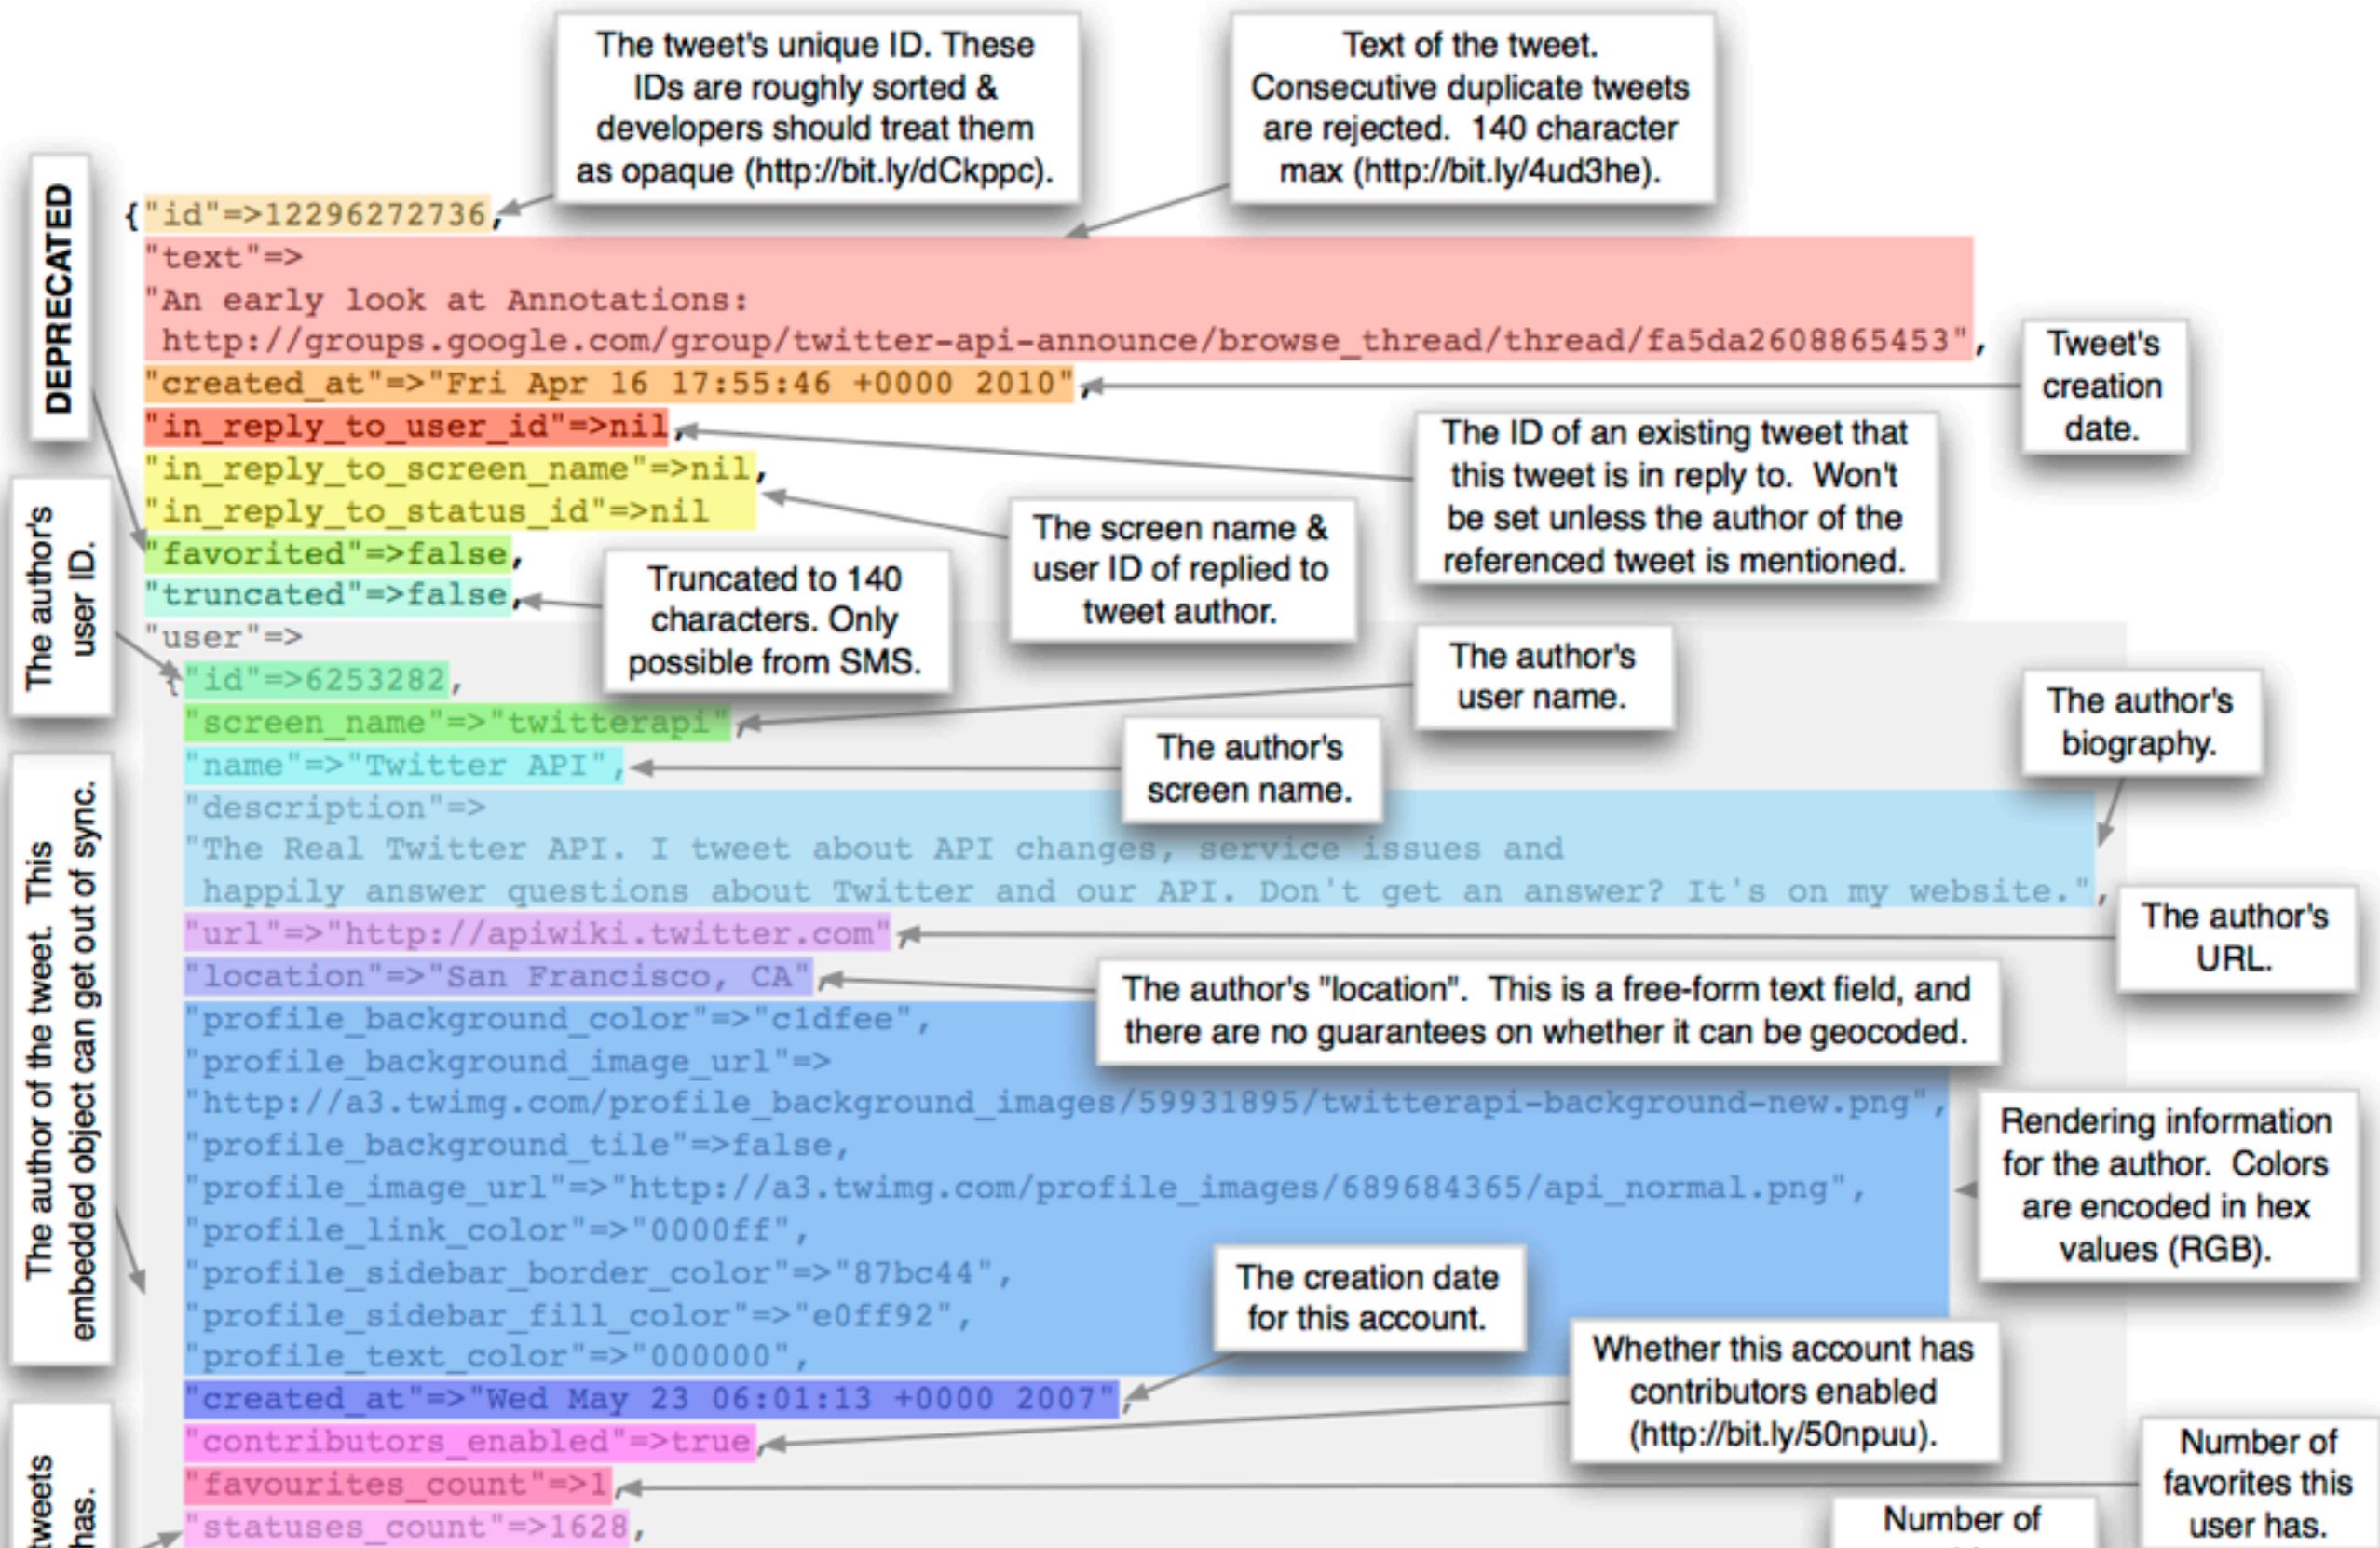 The tweet's unique ID. These
IDs are roughly sorted &
developers should treat them
as opaque (http://bit.ly/dCkppc).
Text of the tweet.
Consecutive duplicate tweets
are rejected. 140 character
max (http://bit.ly/4ud3he).
DEPRECATED
{"id"=>12296272736,
"text"=>
"An early look at Annotations:
http://groups.google.com/group/twitter-api-announce/browse_thread/thread/fa5da2608865453",
Tweet's
creation
date.
"created_at"=>"Fri Apr 16 17:55:46 +0000 2010",
"in_reply_to_user_id"=>nil,
The ID of an existing tweet that
this tweet is in reply to. Won't
be set unless the author of the
referenced tweet is mentioned.
"in_reply_to_screen_name"=>nil,
"in_reply_to_status_id"=>nil
The screen name &
user ID of replied to
tweet author.
"favorited"=>false,
"truncated"=>false,
Truncated to 140
characters. Only
possible from SMS.
The author's
user ID.
"user"=>
{"id"=>6253282,
The author's
user name.
"screen_name"=>"twitterapi",
The author's
screen name.
"name"=>"Twitter API",
The author's
biography.
"description"=>
"The Real Twitter API. I tweet about API changes, service issues and
happily answer questions about Twitter and our API. Don't get an answer? It's on my website.",
The author of the tweet. This
embedded object can get out of sync.
"url"=>"http://apiwiki.twitter.com",
The author's
URL.
"location"=>"San Francisco, CA",
The author's "location". This is a free-form text field, and
there are no guarantees on whether it can be geocoded.
"profile_background_color"=>"c1dfee",
"profile_background_image_url"=>
"http://a3.twimg.com/profile_background_images/59931895/twitterapi-background-new.png",
"profile_background_tile"=>false,
"profile_image_url"=>"http://a3.twimg.com/profile_images/689684365/api_normal.png",
"profile_link_color"=>"0000ff",
"profile_sidebar_border_color"=>"87bc44",
"profile_sidebar_fill_color"=>"e0ff92",
"profile_text_color"=>"000000",
Rendering information
for the author. Colors
are encoded in hex
values (RGB).
The creation date
for this account.
"created_at"=>"Wed May 23 06:01:13 +0000 2007",
Whether this account has
contributors enabled
(http://bit.ly/50npuu).
"contributors_enabled"=>true,
"favourites_count"=>1,
Number of
favorites this
user has.
"statuses_count"=>1628,
tweets
has.
Number of